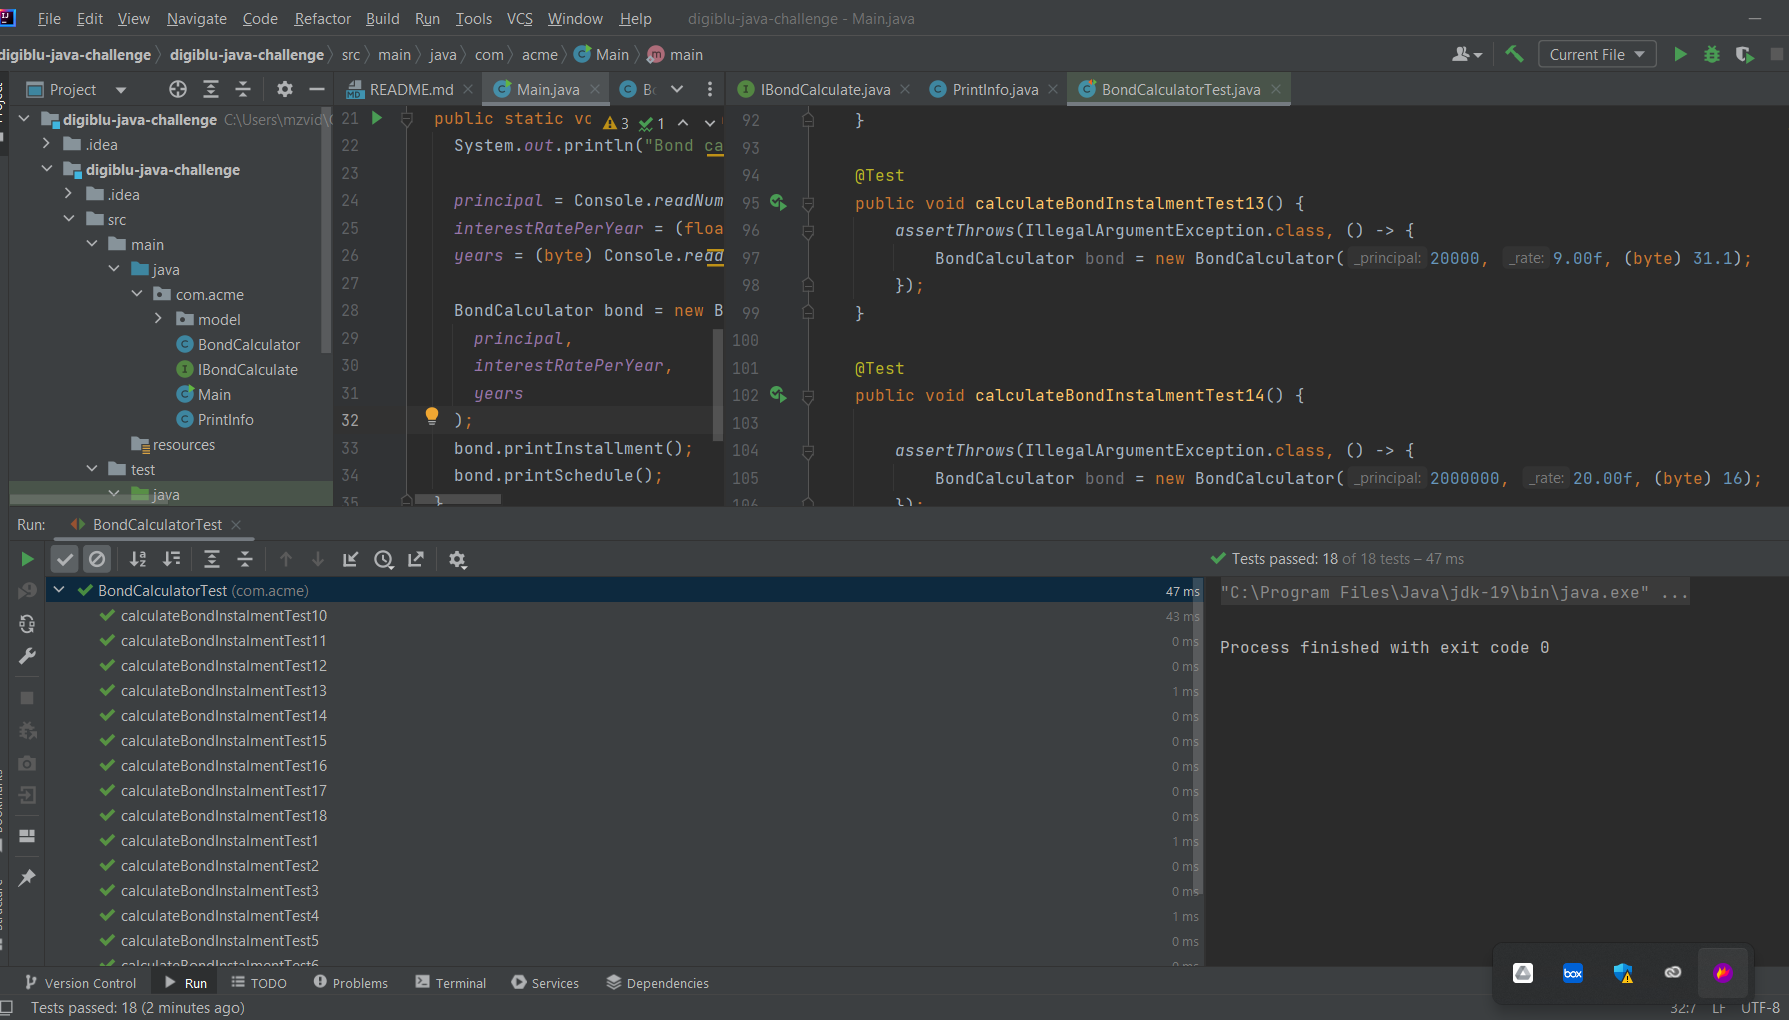 File Edit View Navigate Code Refactor Build Run Tools VCS Window Help digiblu-java-challenge - Main.java
digiblu-java-challenge digiblu-java-challenge src main java com acme Main main
Current File
Project
README.md Main.java IBondCalculate.java PrintInfo.java BondCalculatorTest.java
digiblu-java-challenge C:\Users\mzvid\
.idea
digiblu-java-challenge
.idea
src
main
java
com.acme
model
BondCalculator
IBondCalculate
Main
PrintInfo
resources
test
java
21 public static vo 3 1
22 System.out.println("Bond ca
23
24 principal = Console.readNum
25 interestRatePerYear = (floa
26 years = (byte) Console.read
27
28 BondCalculator bond = new B
29 principal,
30 interestRatePerYear,
31 years
32 );
33 bond.printInstallment();
34 bond.printSchedule();
35 }
92 }
93
94 @Test
95 public void calculateBondInstalmentTest13() {
96 assertThrows(IllegalArgumentException.class, () -> {
97 BondCalculator bond = new BondCalculator( _principal: 20000, _rate: 9.00f, (byte) 31.1);
98 });
99 }
100
101 @Test
102 public void calculateBondInstalmentTest14() {
103
104 assertThrows(IllegalArgumentException.class, () -> {
105 BondCalculator bond = new BondCalculator( _principal: 2000000, _rate: 20.00f, (byte) 16);
106 });
Run: BondCalculatorTest
Tests passed: 18 of 18 tests – 47 ms
BondCalculatorTest (com.acme) 47 ms
calculateBondInstalmentTest10 43 ms
calculateBondInstalmentTest11 0 ms
calculateBondInstalmentTest12 0 ms
calculateBondInstalmentTest13 1 ms
calculateBondInstalmentTest14 0 ms
calculateBondInstalmentTest15 0 ms
calculateBondInstalmentTest16 0 ms
calculateBondInstalmentTest17 0 ms
calculateBondInstalmentTest18 0 ms
calculateBondInstalmentTest1 1 ms
calculateBondInstalmentTest2 0 ms
calculateBondInstalmentTest3 0 ms
calculateBondInstalmentTest4 1 ms
calculateBondInstalmentTest5 0 ms
calculateBondInstalmentTest6 0 ms
"C:\Program Files\Java\jdk-19\bin\java.exe" ...
Process finished with exit code 0
Version Control Run TODO Problems Terminal Services Dependencies
box
Tests passed: 18 (2 minutes ago) 32:7 LF UTF-8